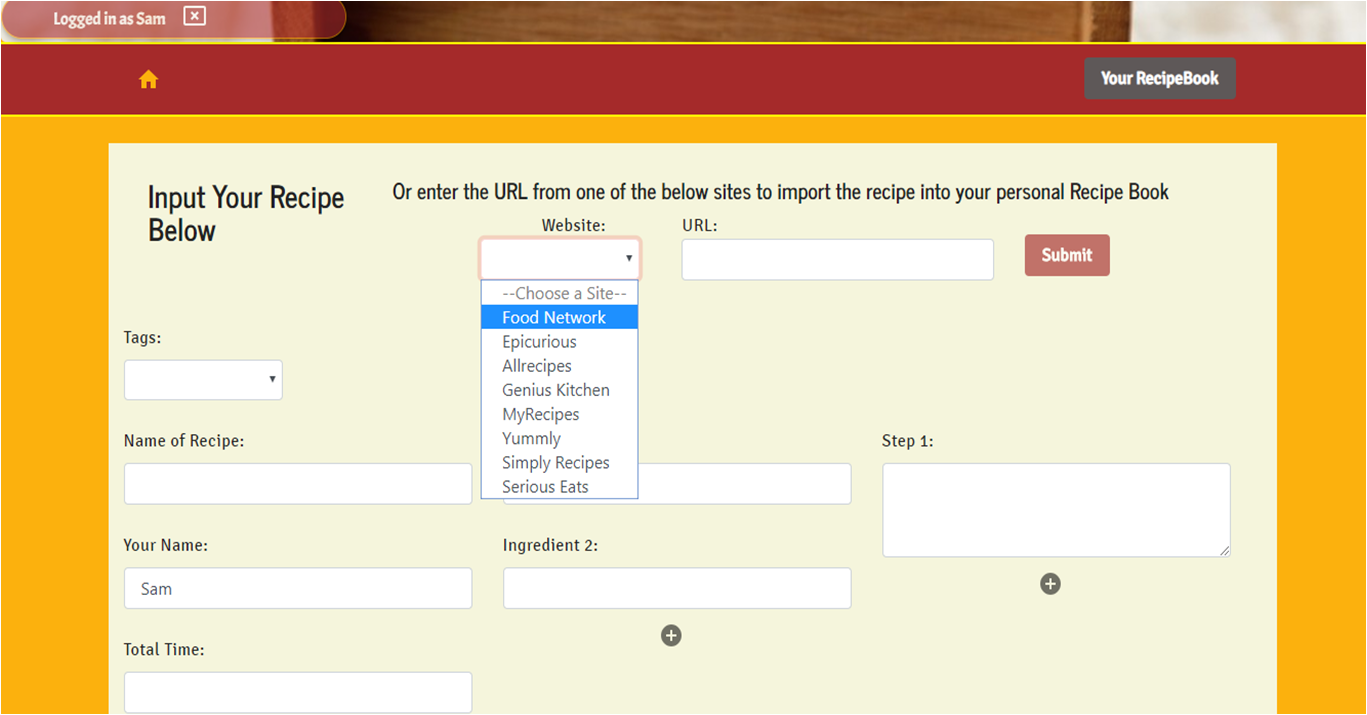 Logged in as Sam
Your RecipeBook
Input Your Recipe
Below
Or enter the URL from one of the below sites to import the recipe into your personal Recipe Book
Website:
URL:
Submit
--Choose a Site--
Food Network
Epicurious
Allrecipes
Genius Kitchen
MyRecipes
Yummly
Simply Recipes
Serious Eats
Tags:
Name of Recipe:
Your Name:
Sam
Total Time:
Ingredient 2:
Step 1: